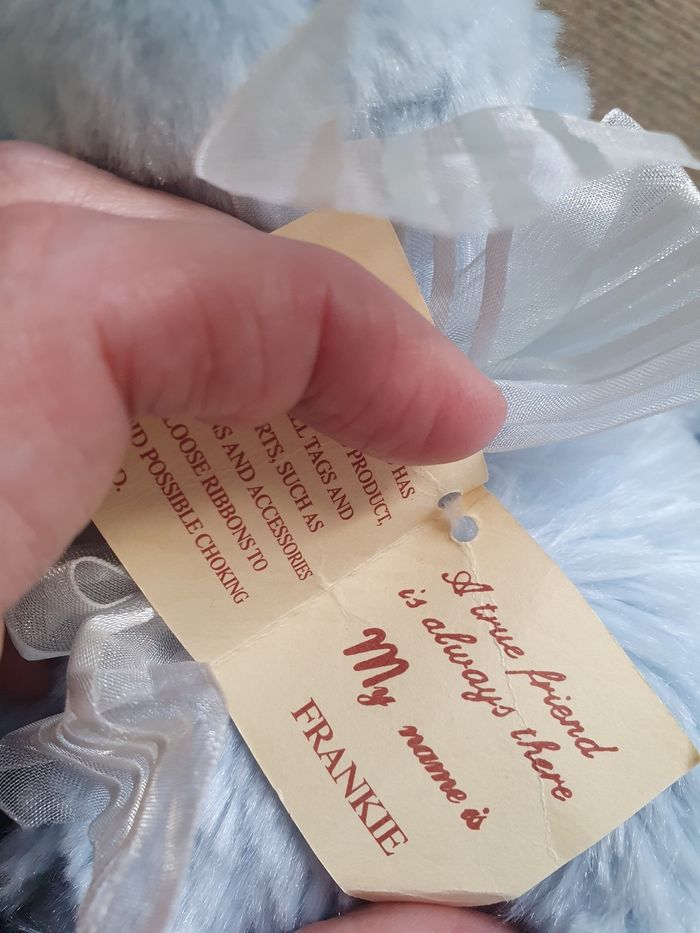 HAS
PRODUCT,
TAGS AND
SUCH AS
AND ACCESSORIES
LOOSE RIBBONS TO
POSSIBLE CHOKING
A true friend
is always there
My name is
FRANKIE